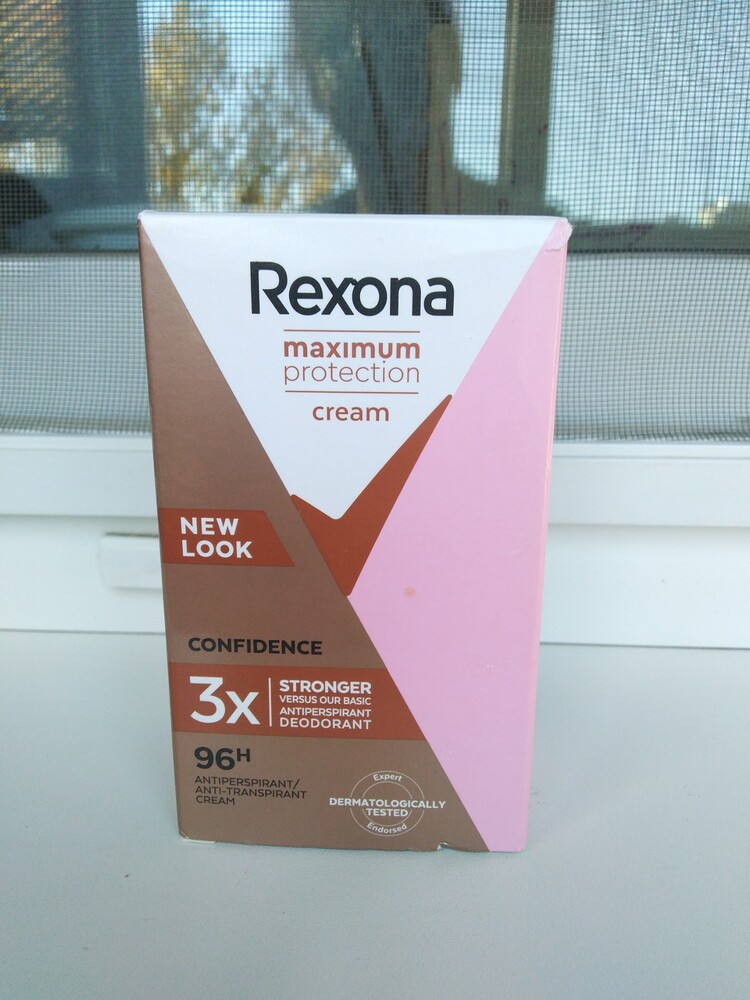 Rexona
maximum
protection
cream
NEW
LOOK
CONFIDENCE
3x
STRONGER
VERSUS OUR BASIC
ANTIPERSPIRANT
DEODORANT
96H
ANTIPERSPIRANT/
ANTI-TRANSPIRANT
CREAM
Expert
DERMATOLOGICALLY
TESTED
Endorsed